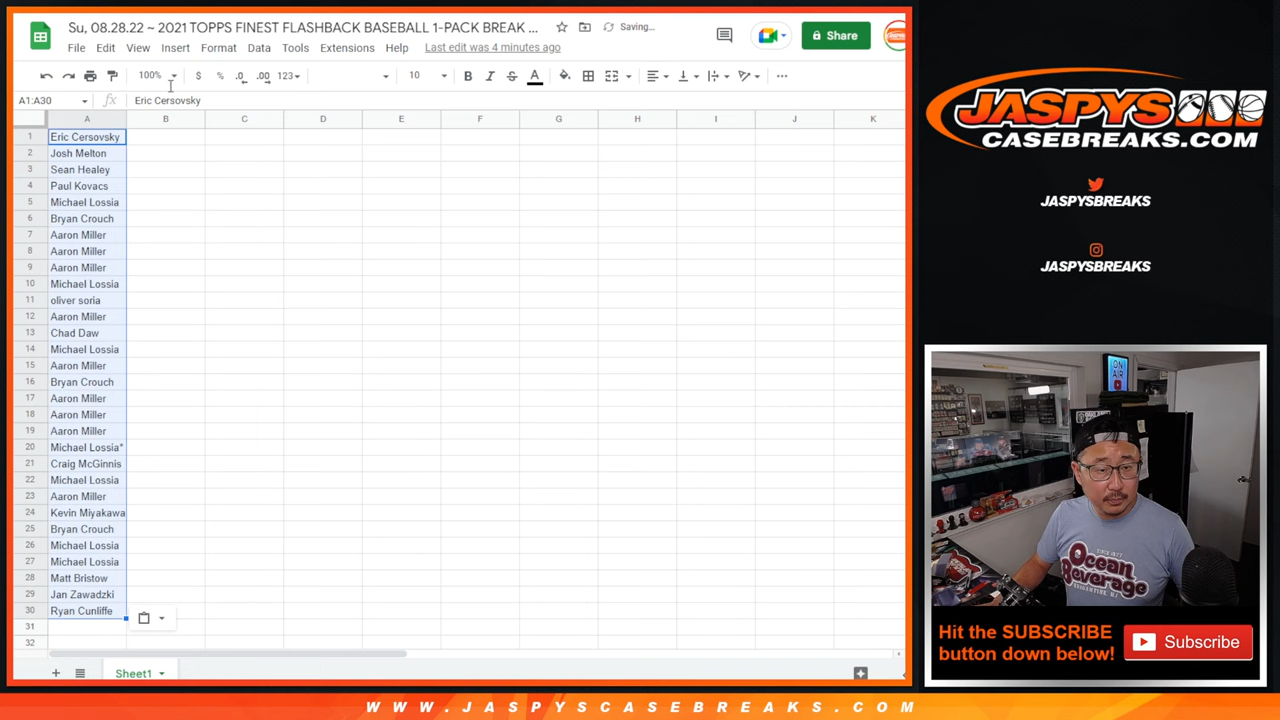 Su, 08.28.22 ~ 2021 TOPPS FINEST FLASHBACK BASEBALL 1-PACK BREAK ...
Saving...
Share
File Edit View Insert Format Data Tools Extensions Help Last edit was 4 minutes ago
100% $ % .0 .00 123 10 B I S A
A1:A30 fx Eric Cersovsky
A B C D E F G H I J K
1 Eric Cersovsky
2 Josh Melton
3 Sean Healey
4 Paul Kovacs
5 Michael Lossia
6 Bryan Crouch
7 Aaron Miller
8 Aaron Miller
9 Aaron Miller
10 Michael Lossia
11 oliver soria
12 Aaron Miller
13 Chad Daw
14 Michael Lossia
15 Aaron Miller
16 Bryan Crouch
17 Aaron Miller
18 Aaron Miller
19 Aaron Miller
20 Michael Lossia*
21 Craig McGinnis
22 Michael Lossia
23 Aaron Miller
24 Kevin Miyakawa
25 Bryan Crouch
26 Michael Lossia
27 Michael Lossia
28 Matt Bristow
29 Jan Zawadzki
30 Ryan Cunliffe
31
32
Sheet1
JASPYS
CASEBREAKS.COM
JASPYSBREAKS
JASPYSBREAKS
ON
AIR
Ocean
Beverage
Hit the SUBSCRIBE
button down below!
Subscribe
WWW.JASPYSCASEBREAKS.COM